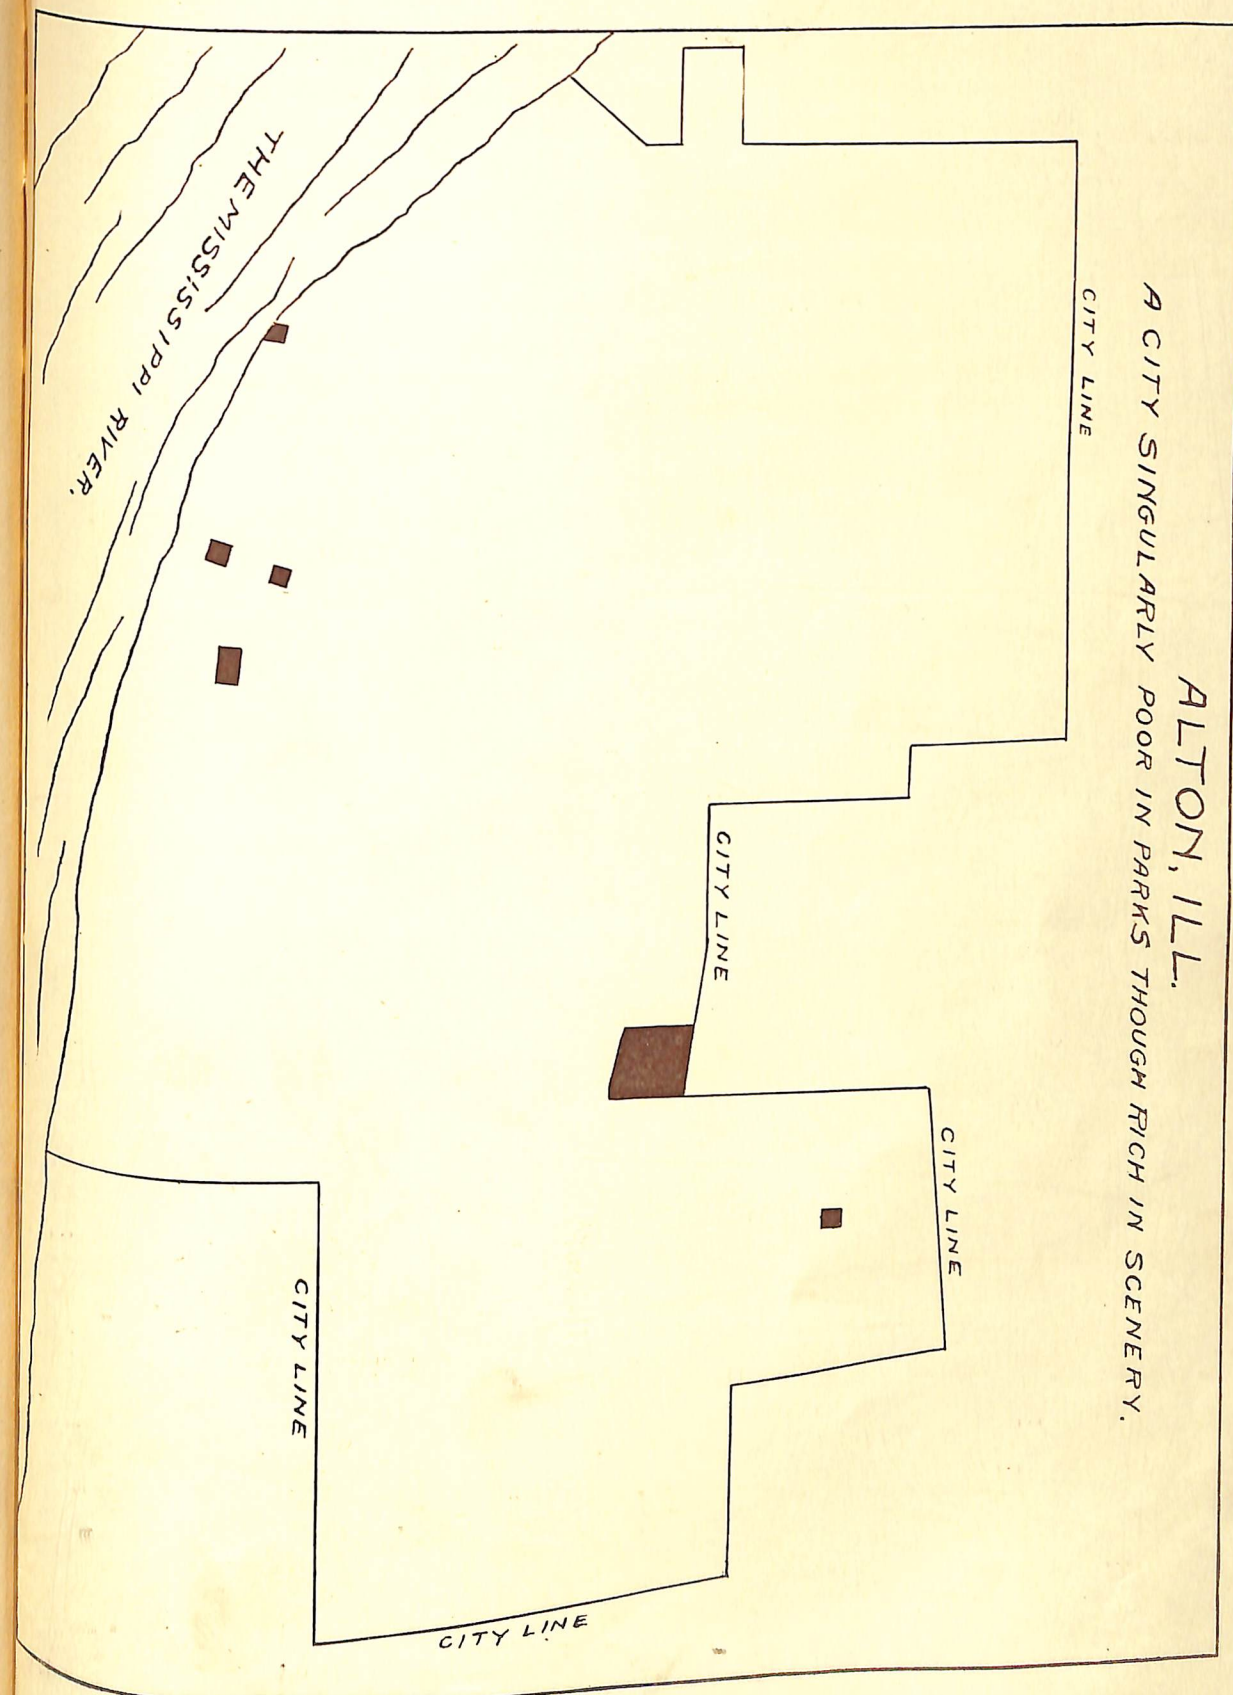 ALTON, ILL.
A CITY SINGULARLY POOR IN PARKS THOUGH RICH IN SCENERY.
CITY LINE
CITY LINE
CITY LINE
CITY LINE
CITY LINE
THE MISSISSIPPI RIVER.